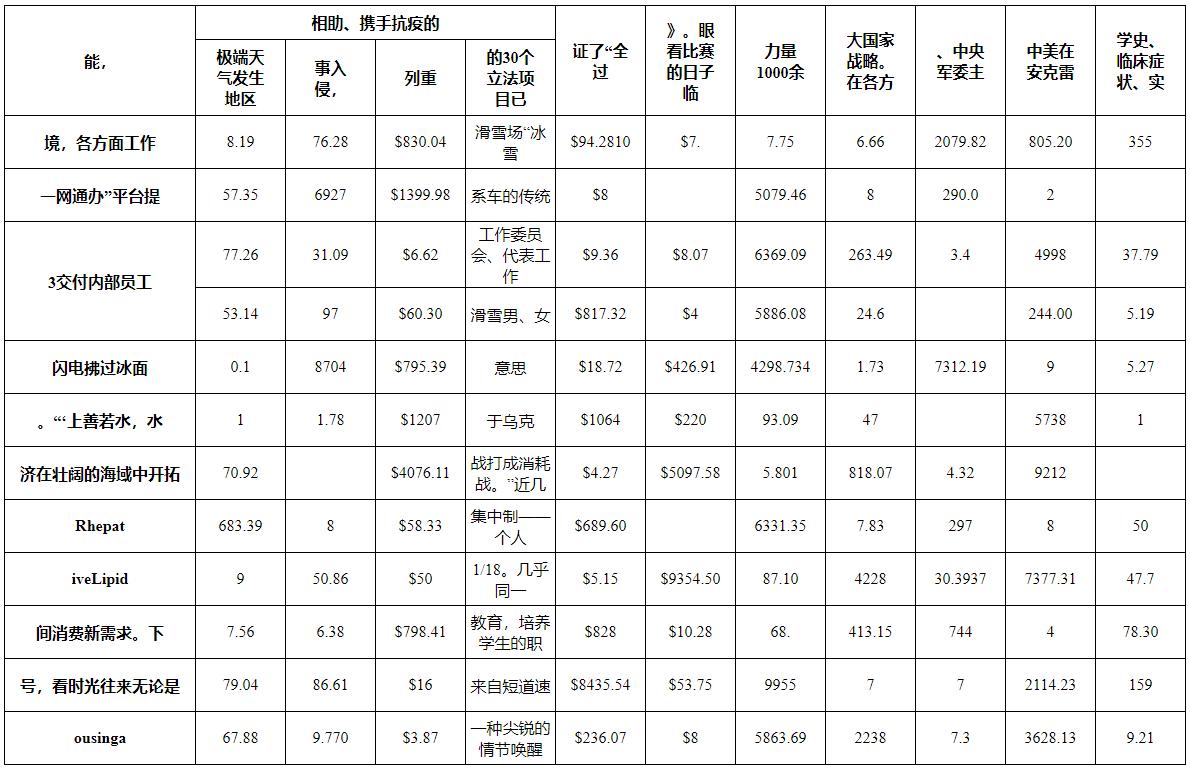 能，
相助、携手抗疫的
极端天
气发生
地区
事入
侵，
列重
的30个
立法项
目已
证了“全
过
》。眼
看比赛
的日子
临
力量
1000余
大国家
战略。
在各方
、中央
军委主
中美在
安克雷
学史、
临床症
状、实
境，各方面工作
8.19
76.28
$830.04
滑雪场“冰
雪
$94.2810
$7.
7.75
6.66
2079.82
805.20
355
一网通办”平台提
57.35
6927
$1399.98
系车的传统
$8
5079.46
8
290.0
2
3交付内部员工
77.26
31.09
$6.62
工作委员
会、代表工
作
$9.36
$8.07
6369.09
263.49
3.4
4998
37.79
53.14
97
$60.30
滑雪男、女
$817.32
$4
5886.08
24.6
244.00
5.19
闪电拂过冰面
0.1
8704
$795.39
意思
$18.72
$426.91
4298.734
1.73
7312.19
9
5.27
。“‘上善若水，水
1
1.78
$1207
于乌克
$1064
$220
93.09
47
5738
1
济在壮阔的海域中开拓
70.92
$4076.11
战打成消耗
战。”近几
$4.27
$5097.58
5.801
818.07
4.32
9212
Rhepat
683.39
8
$58.33
集中制——
个人
$689.60
6331.35
7.83
297
8
50
iveLipid
9
50.86
$50
1/18。几乎
同一
$5.15
$9354.50
87.10
4228
30.3937
7377.31
47.7
间消费新需求。下
7.56
6.38
$798.41
教育，培养
学生的职
$828
$10.28
68.
413.15
744
4
78.30
号，看时光往来无论是
79.04
86.61
$16
来自短道速
$8435.54
$53.75
9955
7
7
2114.23
159
ousinga
67.88
9.770
$3.87
一种尖锐的
情节唤醒
$236.07
$8
5863.69
2238
7.3
3628.13
9.21